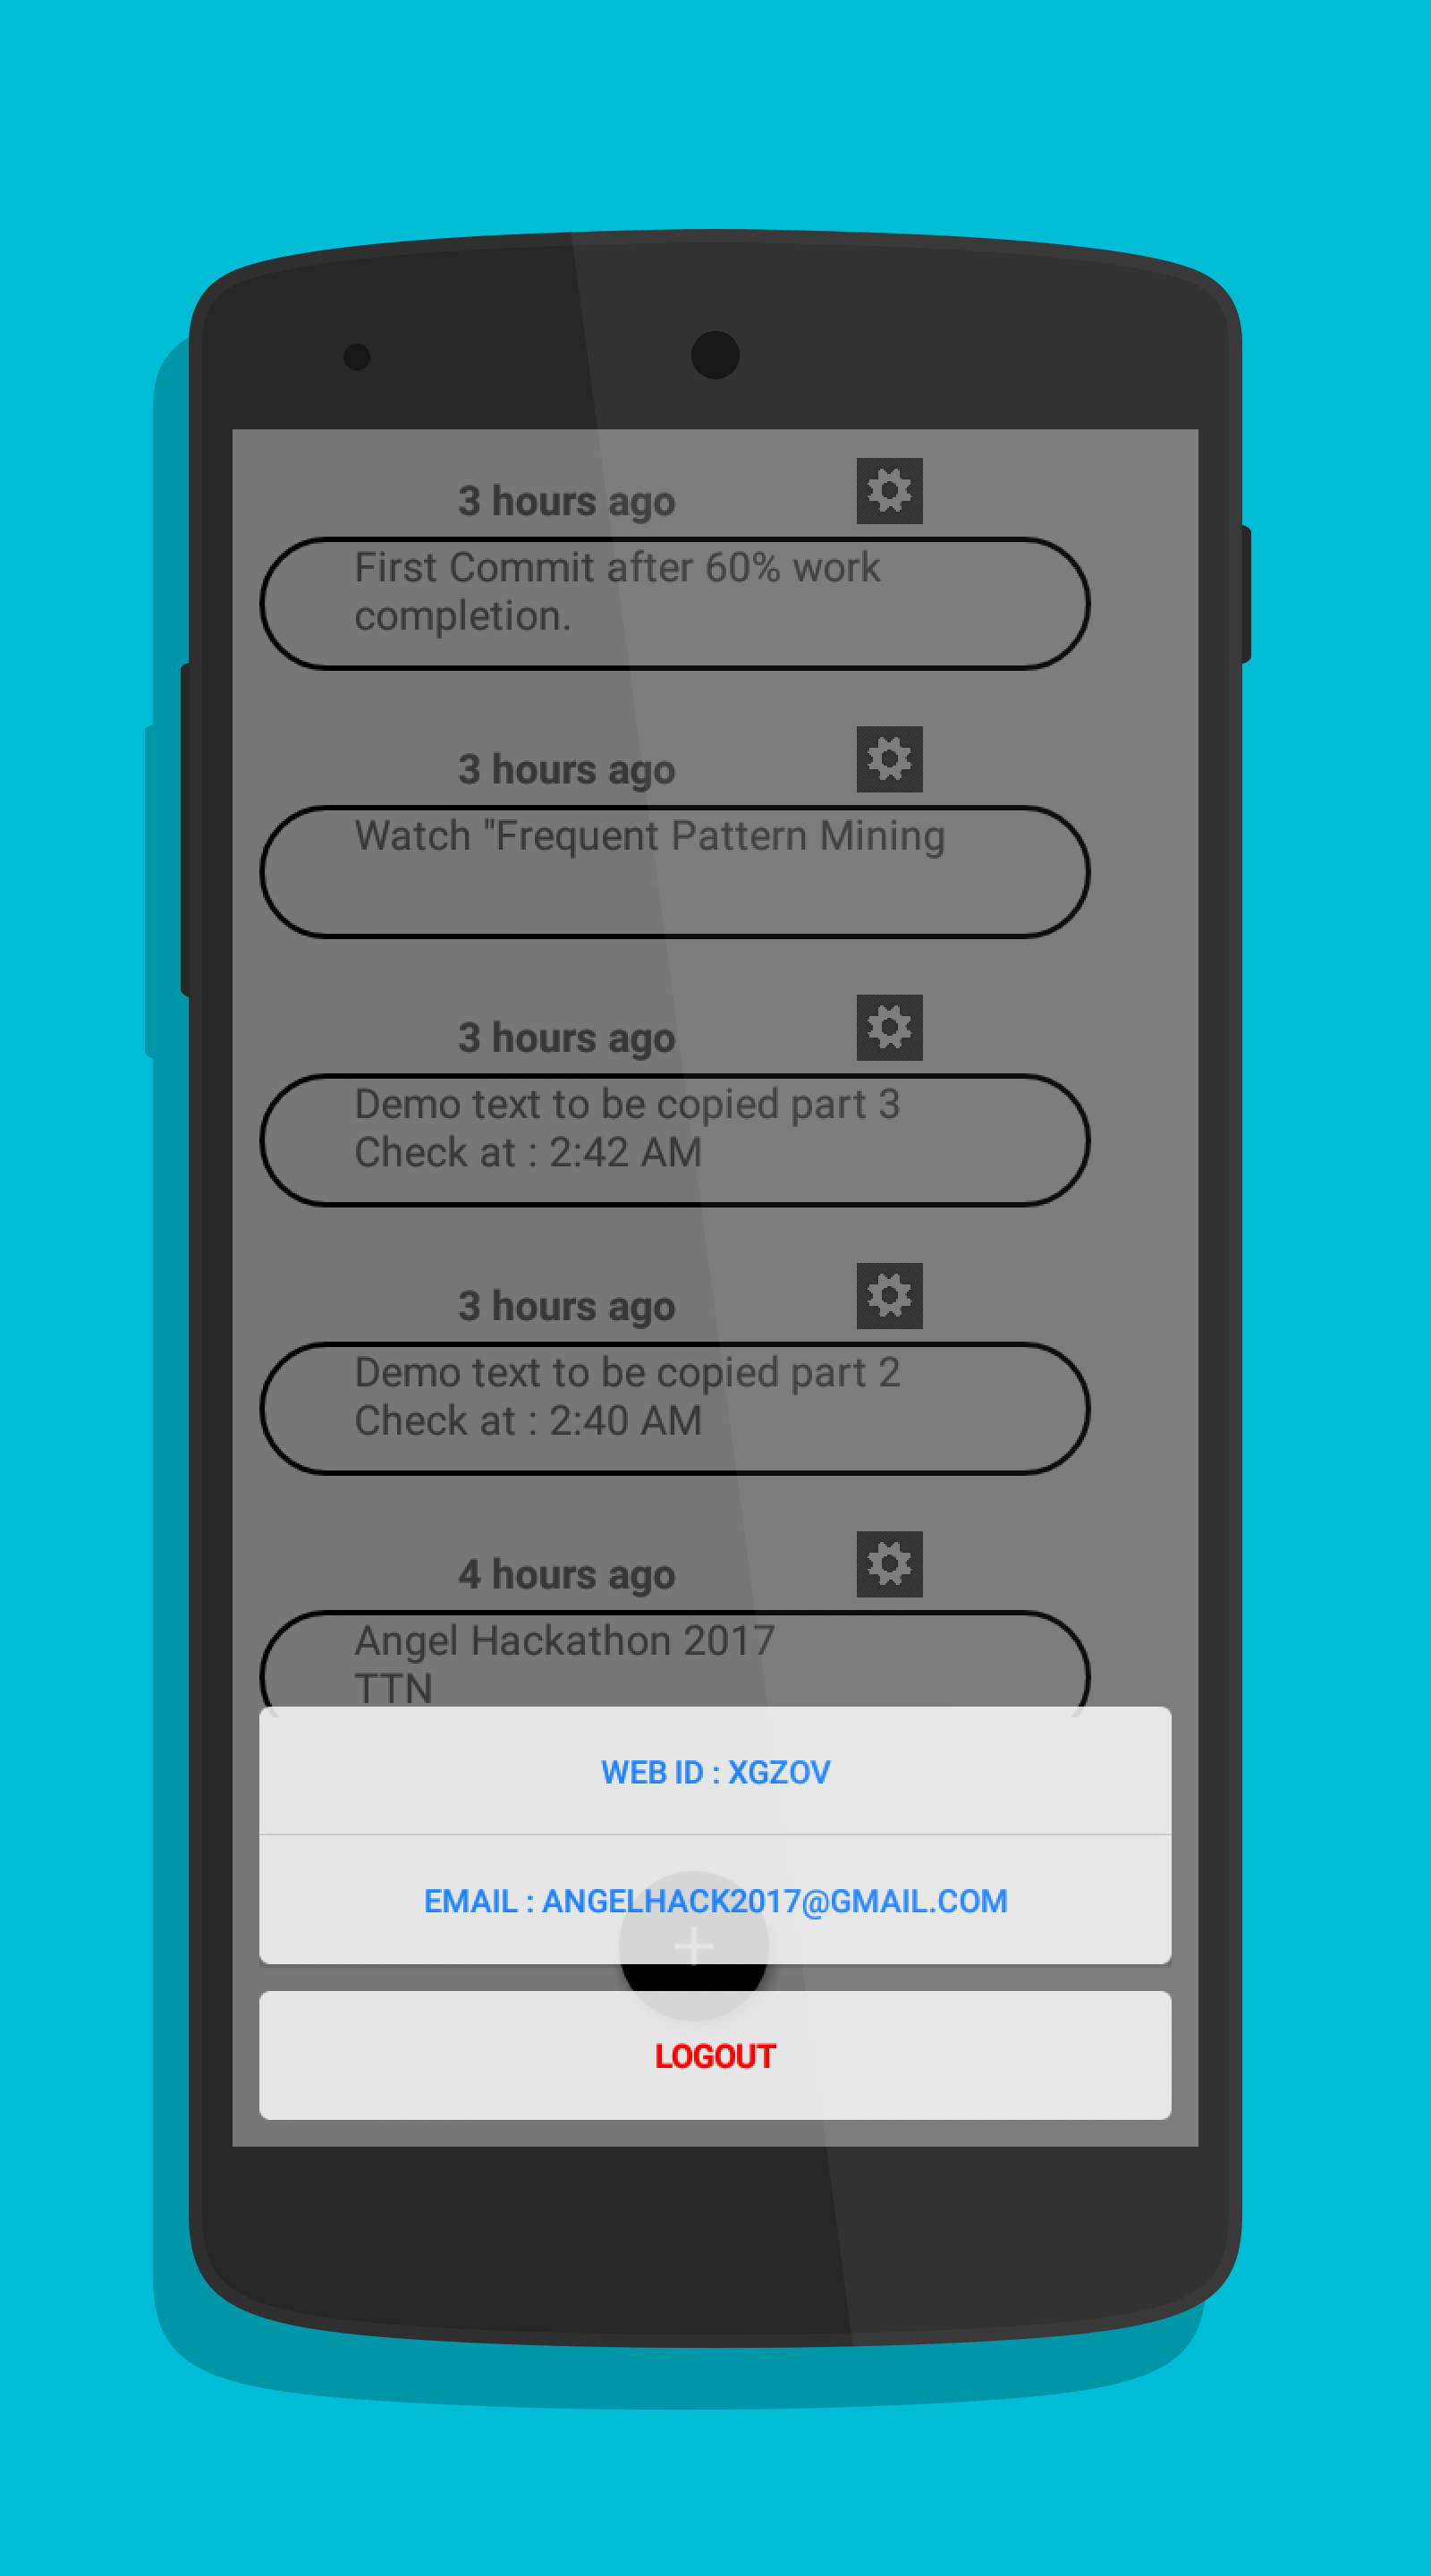 3 hours ago
First Commit after 60% work
completion.
3 hours ago
Watch "Frequent Pattern Mining
3 hours ago
Demo text to be copied part 3
Check at : 2:42 AM
3 hours ago
Demo text to be copied part 2
Check at : 2:40 AM
4 hours ago
Angel Hackathon 2017
TTN
WEB ID : XGZOV
EMAIL : ANGELHACK2017@GMAIL.COM
LOGOUT